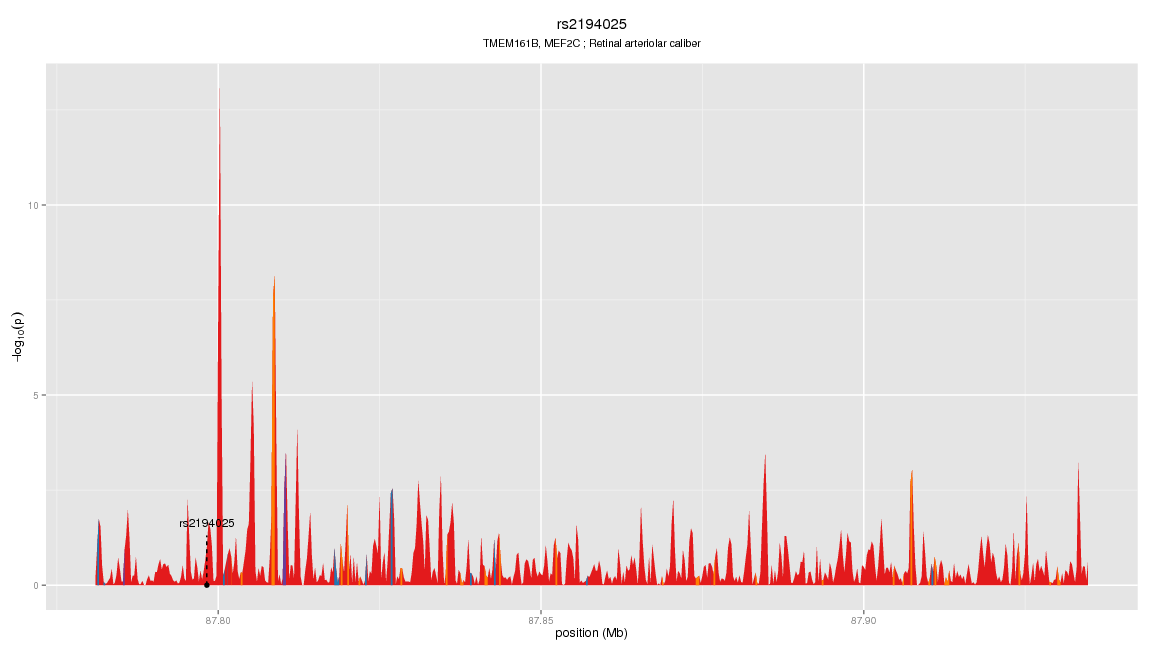 rs2194025
TMEM161B, MEF2C ; Retinal arteriolar caliber
−log10(p)
10
5
0
rs2194025
87.80
87.85
87.90
position (Mb)